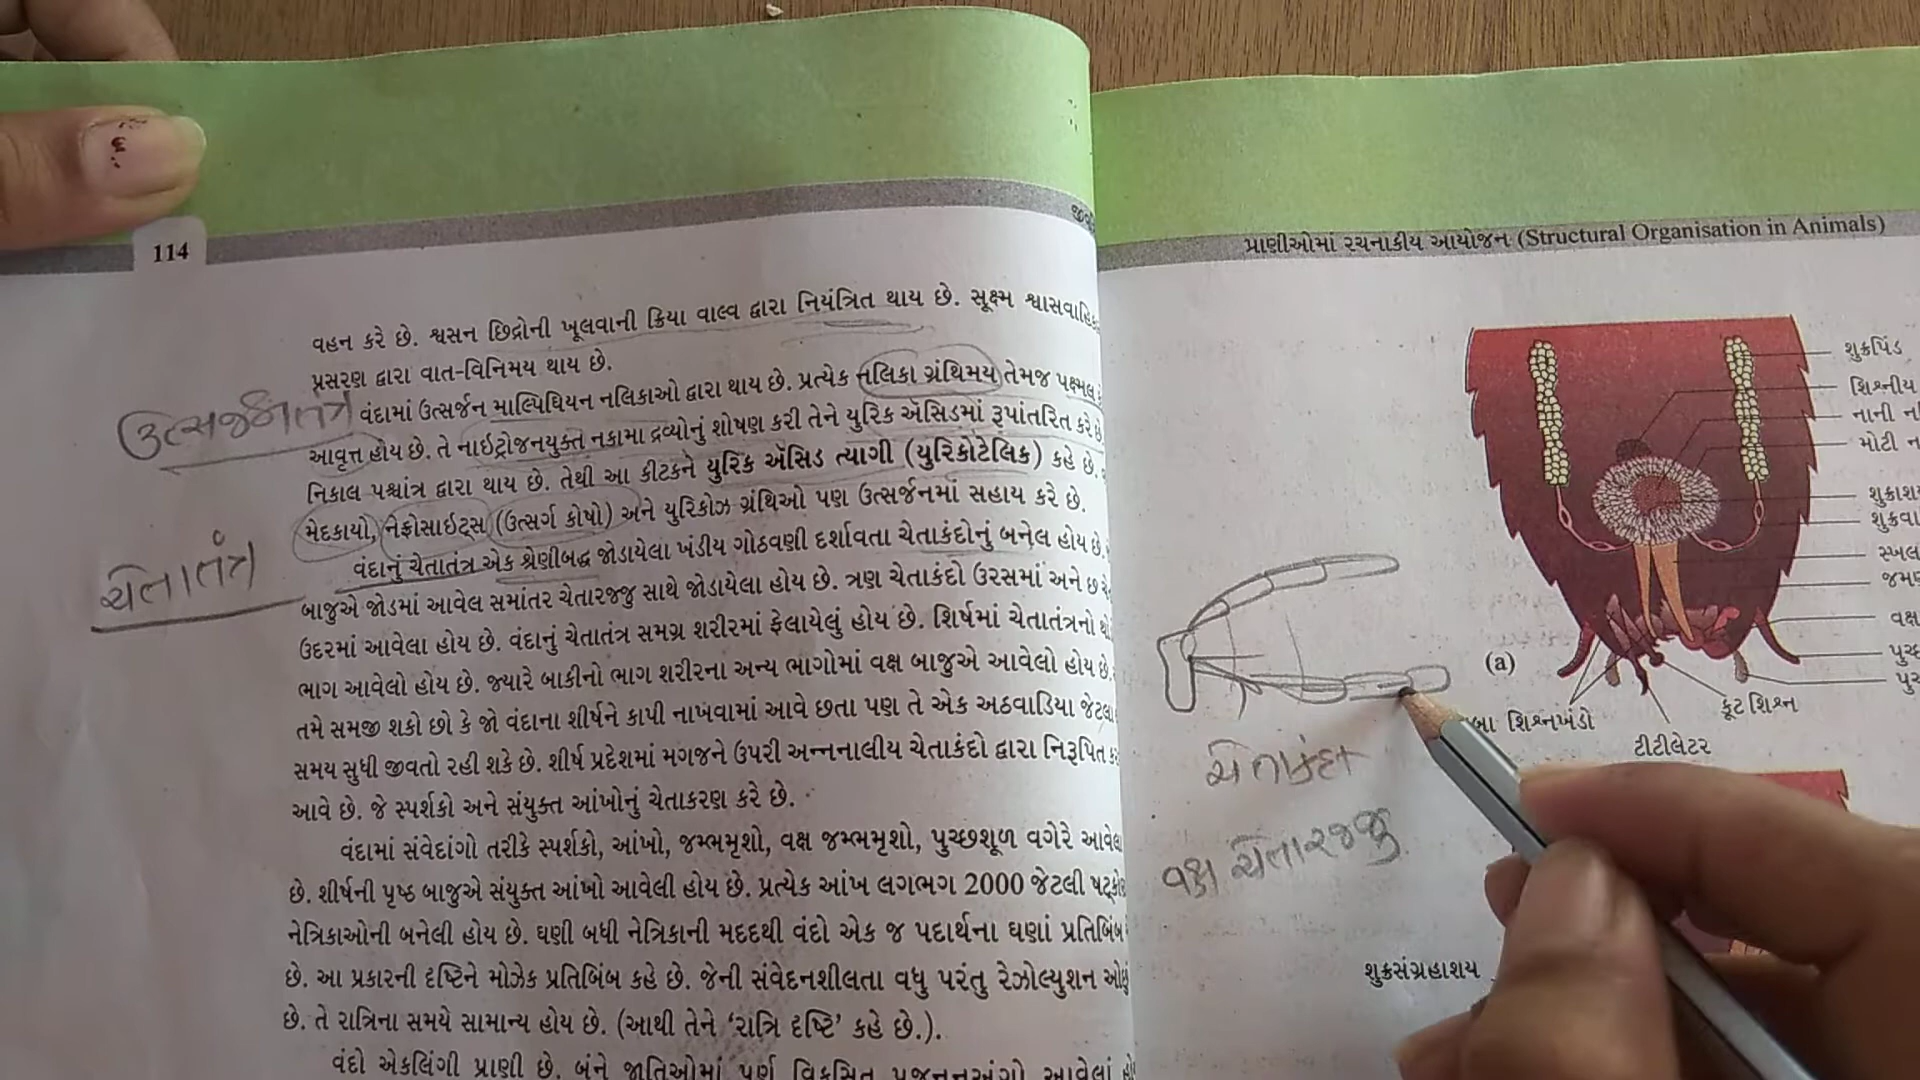 114
વહન કરે છે. શ્વસન છિદ્રોની ખૂલવાની ક્રિયા વાલ્વ દ્વારા નિયંત્રિત થાય છે. સૂક્ષ્મ
પ્રસરણ દ્વારા વાત-વિનિમય થાય છે.
ઉત્સર્જનતંત્ર
વંદામાં ઉત્સર્જન માલ્પિધિયન નલિકાઓ દ્વારા થાય છે. પ્રત્યેક નલિકા ગ્રંથિમય તેમજ પક્ષ્મલ
આવૃત્ત હોય છે. તે નાઇટ્રોજનયુક્ત નકામા દ્રવ્યોનું શોષણ કરી તેને યુરિક ઍસિડમાં રૂપાંતરિત કરે છે
નિકાલ પશ્ચાંત્ર દ્વારા થાય છે. તેથી આ કીટકને યુરિક ઍસિડ ત્યાગી (યુરિકોટેલિક) કહે છે.
મેદકાયો, નેફ્રોસાઇટ્સ (ઉત્સર્ગ કોષો) અને યુરિકોઝ ગ્રંથિઓ પણ ઉત્સર્જનમાં સહાય કરે છે.
ચેતાતંત્ર
વંદાનું ચેતાતંત્ર એક શ્રેણીબદ્ધ જોડાયેલા ખંડીય ગોઠવણી દર્શાવતા ચેતાકંદોનું બનેલ હોય છે.
બાજુએ જોડમાં આવેલ સમાંતર ચેતારજ્જુ સાથે જોડાયેલા હોય છે. ત્રણ ચેતાકંદો ઉરસમાં અને છ
ઉદરમાં આવેલા હોય છે. વંદાનું ચેતાતંત્ર સમગ્ર શરીરમાં ફેલાયેલું હોય છે. શિર્ષમાં ચેતાતંત્રનો
ભાગ આવેલો હોય છે. જ્યારે બાકીનો ભાગ શરીરના અન્ય ભાગોમાં વક્ષ બાજુએ આવેલો હોય છે.
તમે સમજી શકો છો કે જો વંદાના શીર્ષને કાપી નાખવામાં આવે છતા પણ તે એક અઠવાડિયા જેટલા
સમય સુધી જીવતો રહી શકે છે. શીર્ષ પ્રદેશમાં મગજને ઉપરી અન્નનાલીય ચેતાકંદો દ્વારા નિરૂપિત
આવે છે. જે સ્પર્શકો અને સંયુક્ત આંખોનું ચેતાકરણ કરે છે.
વંદામાં સંવેદાંગો તરીકે સ્પર્શકો, આંખો, જમ્ભમૃશો, વક્ષ જમ્ભમૃશો, પુચ્છશૂળ વગેરે આવેલા
છે. શીર્ષની પૃષ્ઠ બાજુએ સંયુક્ત આંખો આવેલી હોય છે. પ્રત્યેક આંખ લગભગ 2000 જેટલી
નેત્રિકાઓની બનેલી હોય છે. ઘણી બધી નેત્રિકાની મદદથી વંદો એક જ પદાર્થના ઘણાં પ્રતિબિંબ
છે. આ પ્રકારની દૃષ્ટિને મોઝેક પ્રતિબિંબ કહે છે. જેની સંવેદનશીલતા વધુ પરંતુ રેઝોલ્યુશન
છે. તે રાત્રિના સમયે સામાન્ય હોય છે. (આથી તેને ‘રાત્રિ દૃષ્ટિ’ કહે છે.).
વંદો એકલિંગી પ્રાણી છે. બંને જાતિઓમાં પૂર્ણ વિકસિત પ્રજનનઅંગો આવેલાં
પ્રાણીઓમાં રચનાકીય આયોજન (Structural Organisation in Animals)
શુક્રપિંડ
શિશ્નીય
નાની
મોટી
સ્ખલ
વક્ષ
(a)
શિશ્નખંડો
કૂટ શિશ્ન
ટીટીલેટર
ચેતાકંદો
વક્ષ ચેતારજ્જુ
શુક્રસંગ્રહાશય